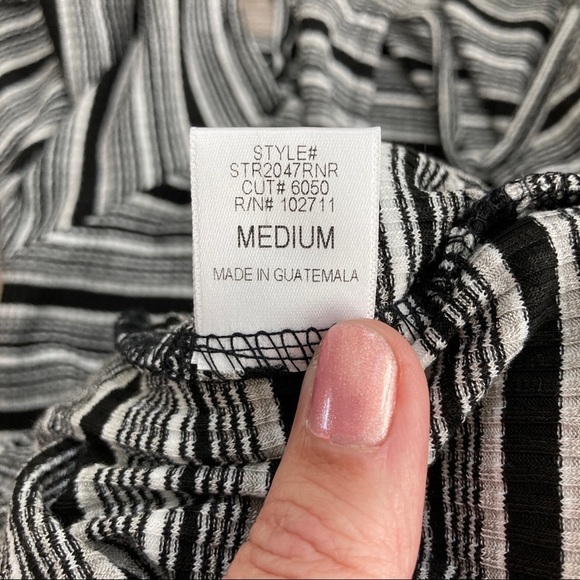 STYLE#
STR2047RNR
CUT# 6050
R/N# 102711
MEDIUM
MADE IN GUATEMALA